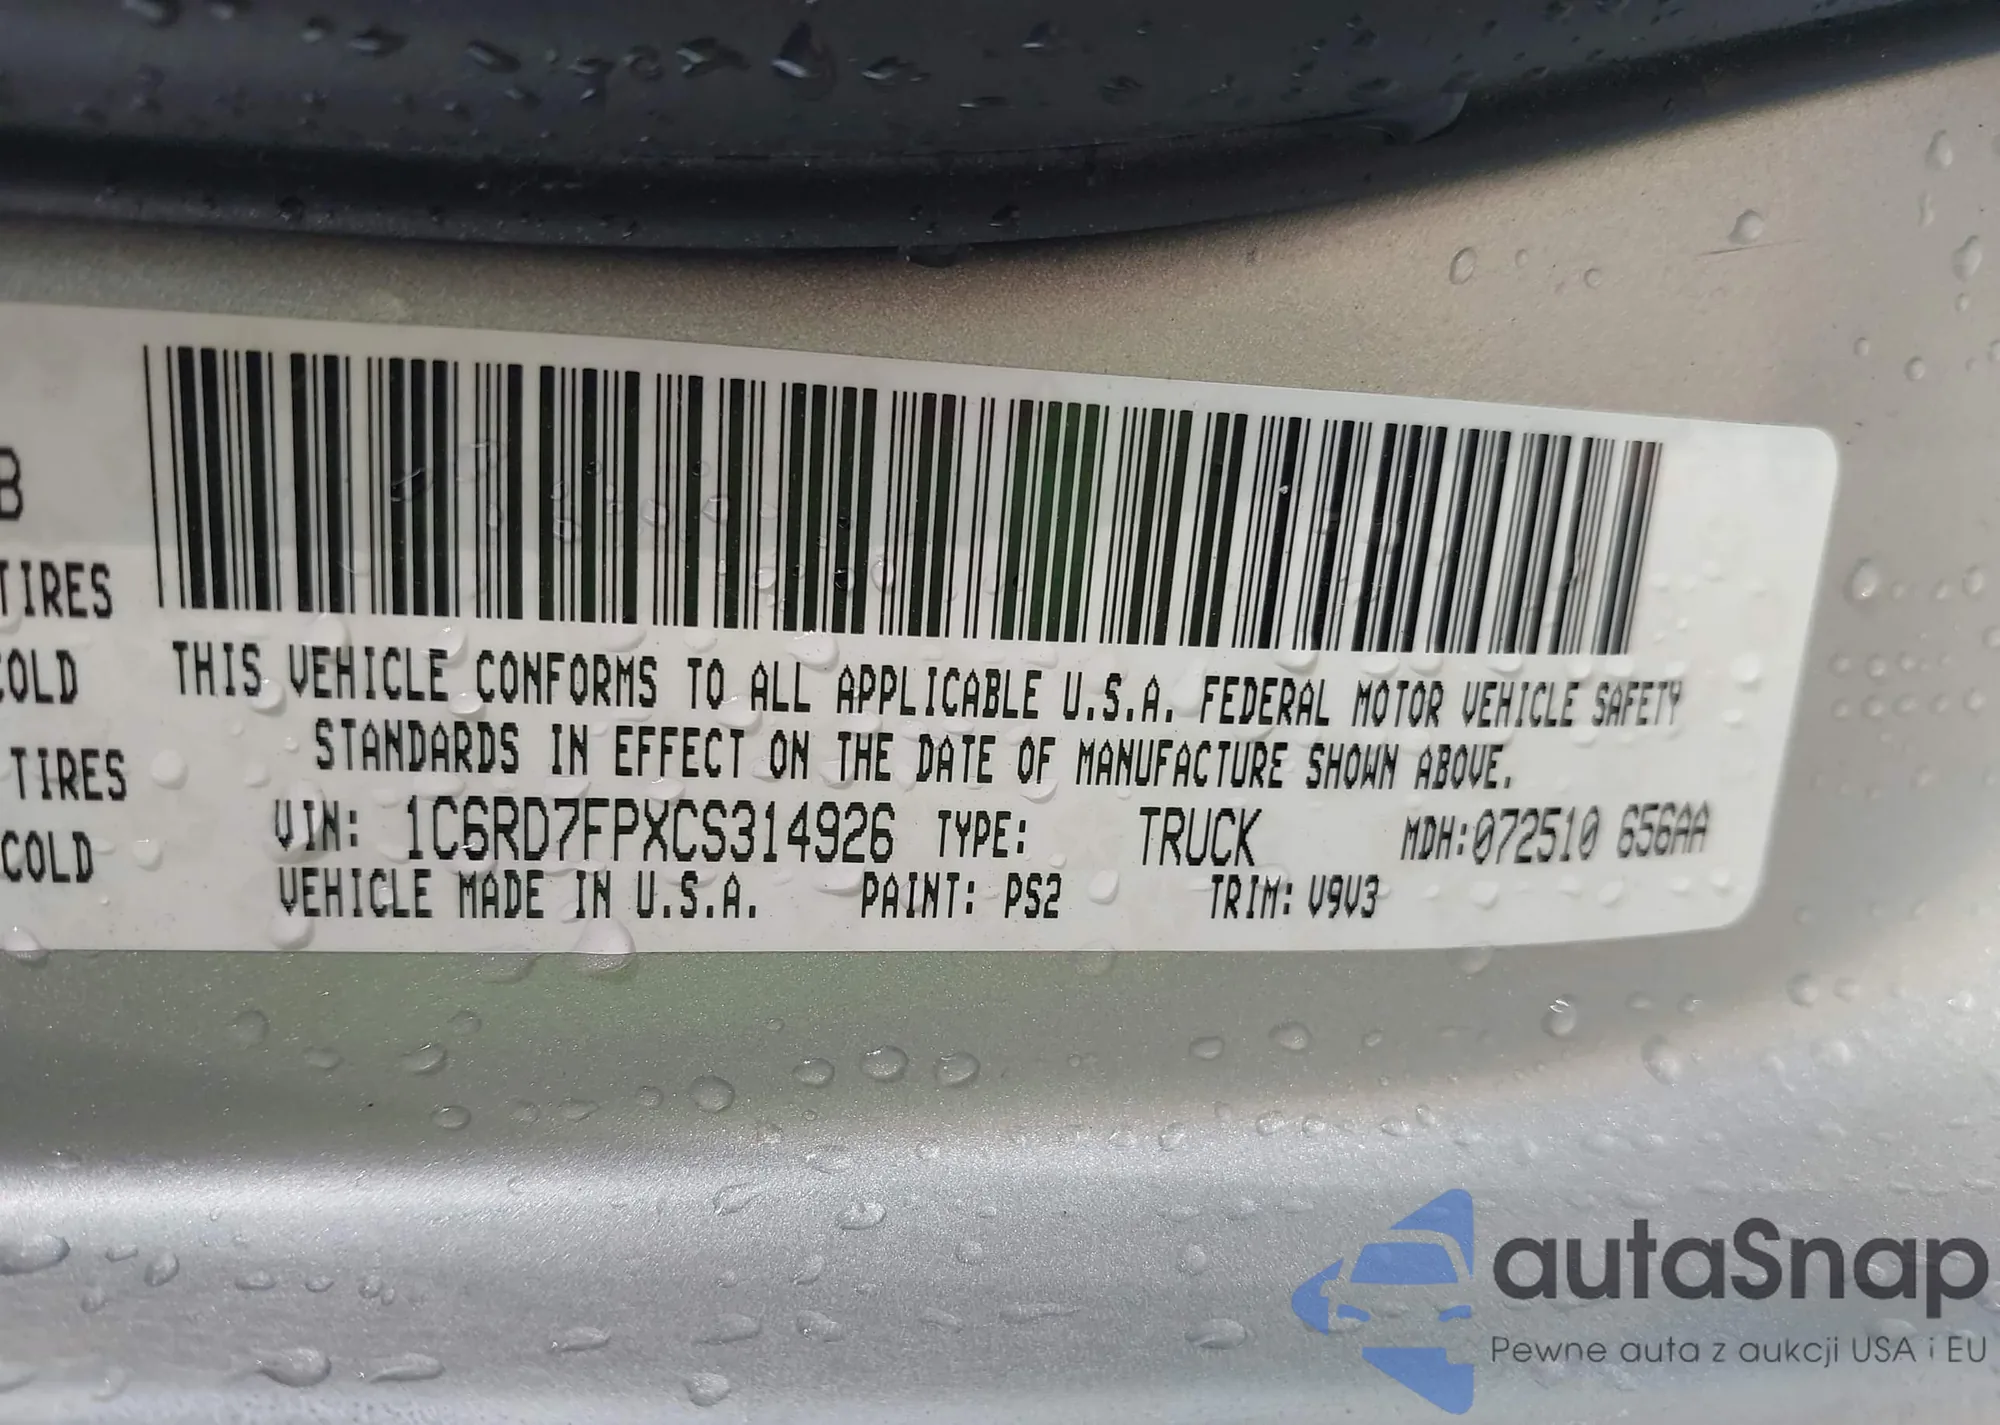 B
TIRES
COLD
TIRES
COLD
THIS VEHICLE CONFORMS TO ALL APPLICABLE U.S.A. FEDERAL MOTOR VEHICLE SAFETY
STANDARDS IN EFFECT ON THE DATE OF MANUFACTURE SHOWN ABOVE.
VIN: 1C6RD7FPXCS314926 TYPE: TRUCK MDH:072510 656AA
VEHICLE MADE IN U.S.A. PAINT: PS2 TRIM: V9V3
autaSnap
Pewne auta z aukcji USA i EU